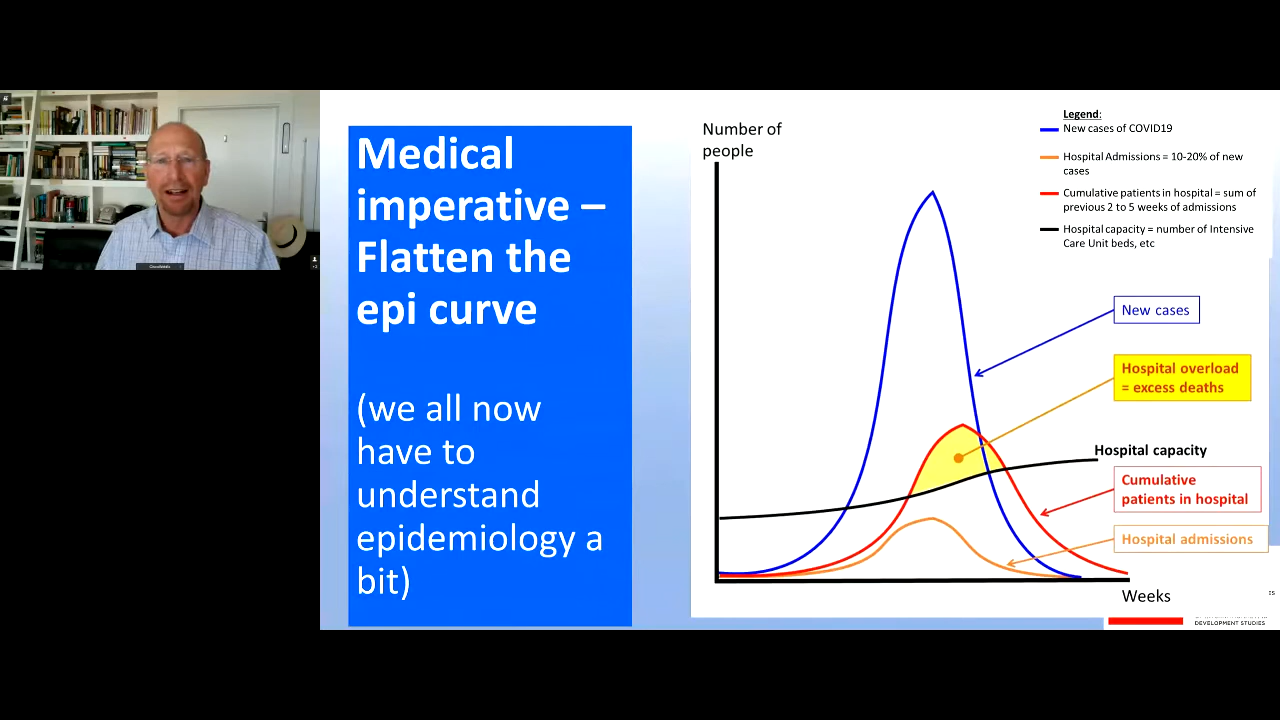 Medical
imperative –
Flatten the
epi curve
(we all now
have to
understand
epidemiology a
bit)
Number of
people
Legend:
New cases of COVID19
Hospital Admissions = 10-20% of new
cases
Cumulative patients in hospital = sum of
previous 2 to 5 weeks of admissions
Hospital capacity = number of Intensive
Care Unit beds, etc
New cases
Hospital overload
= excess deaths
Hospital capacity
Cumulative
patients in hospital
Hospital admissions
Weeks
DEVELOPMENT STUDIES